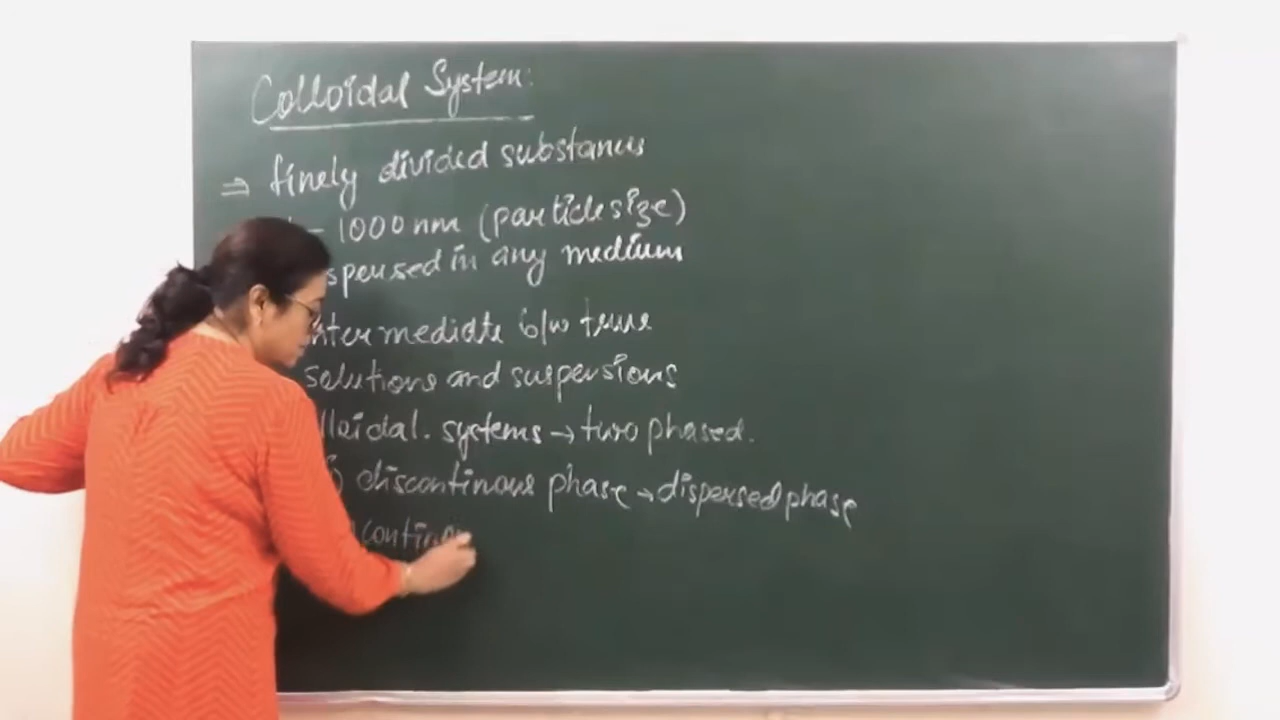 Colloidal System:
⇒ finely divided substances
- 1000 nm (particle size)
spersed in any medium
ntermediate b/w true
solutions and suspensions
lloidal. systems → two phased.
) discontinous phase → dispersed phase
contin